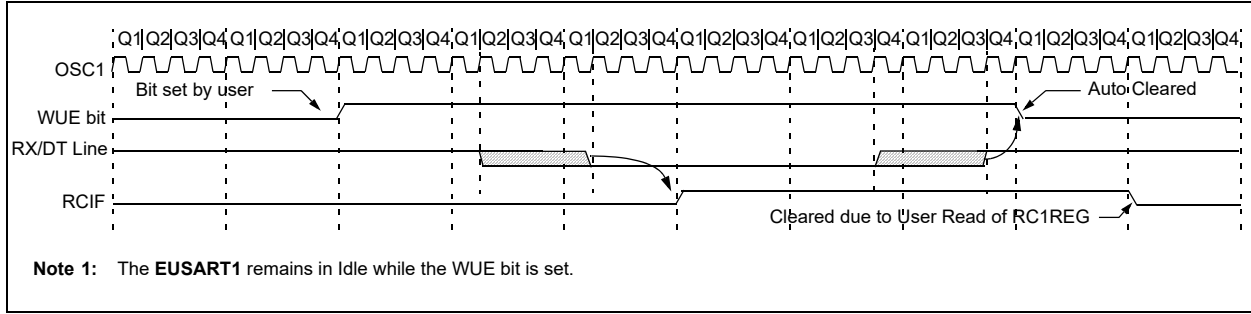 Q1|Q2|Q3|Q4|Q1|Q2|Q3|Q4|Q1|Q2|Q3|Q4|Q1|Q2|Q3|Q4|Q1|Q2|Q3|Q4|Q1|Q2|Q3|Q4|Q1|Q2|Q3|Q4|Q1|Q2|Q3|Q4|Q1|Q2|Q3|Q4|Q1|Q2|Q3|Q4
OSC1
Bit set by user
Auto Cleared
WUE bit
RX/DT Line
RCIF
Cleared due to User Read of RC1REG
Note 1: The EUSART1 remains in Idle while the WUE bit is set.